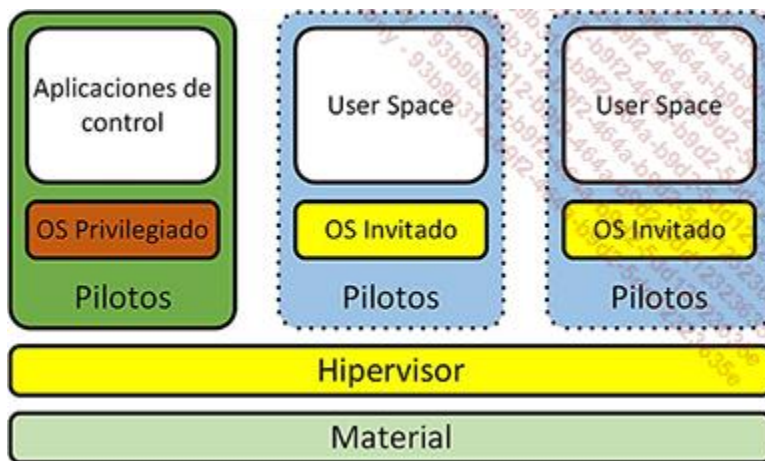 Aplicaciones de
control
User Space
User Space
OS Privilegiado
OS Invitado
OS Invitado
Pilotos
Pilotos
Pilotos
Hipervisor
Material